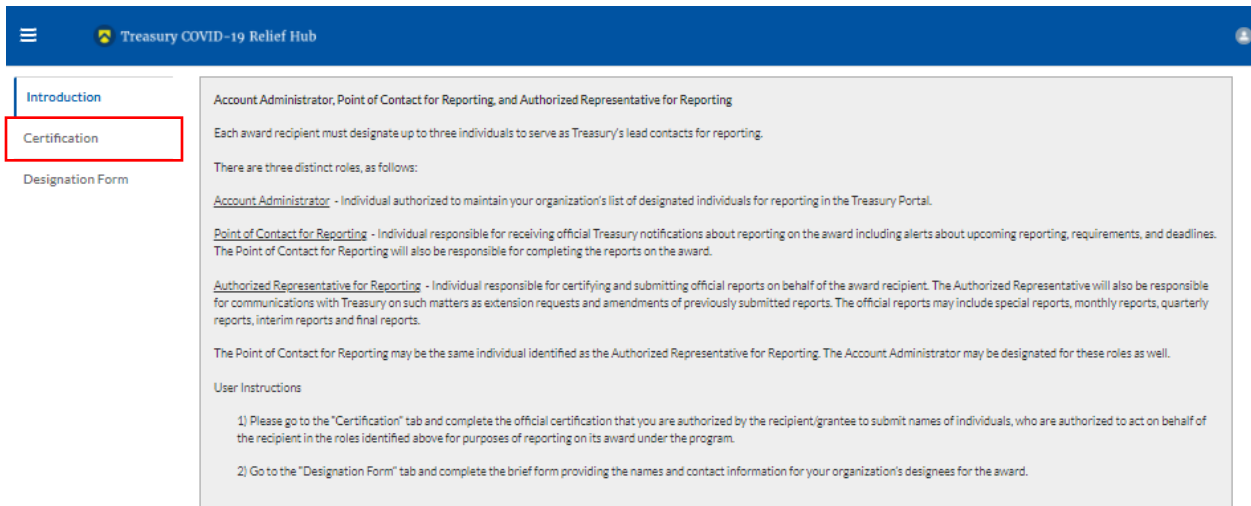 Treasury COVID-19 Relief Hub
Introduction
Certification
Designation Form
Account Administrator, Point of Contact for Reporting, and Authorized Representative for Reporting
Each award recipient must designate up to three individuals to serve as Treasury's lead contacts for reporting.
There are three distinct roles, as follows:
Account Administrator - Individual authorized to maintain your organization's list of designated individuals for reporting in the Treasury Portal.
Point of Contact for Reporting - Individual responsible for receiving official Treasury notifications about reporting on the award including alerts about upcoming reporting, requirements, and deadlines.
The Point of Contact for Reporting will also be responsible for completing the reports on the award.
Authorized Representative for Reporting - Individual responsible for certifying and submitting official reports on behalf of the award recipient. The Authorized Representative will also be responsible
for communications with Treasury on such matters as extension requests and amendments of previously submitted reports. The official reports may include special reports, monthly reports, quarterly
reports, interim reports and final reports.
The Point of Contact for Reporting may be the same individual identified as the Authorized Representative for Reporting. The Account Administrator may be designated for these roles as well.
User Instructions
1) Please go to the "Certification" tab and complete the official certification that you are authorized by the recipient/grantee to submit names of individuals, who are authorized to act on behalf of
the recipient in the roles identified above for purposes of reporting on its award under the program.
2) Go to the "Designation Form" tab and complete the brief form providing the names and contact information for your organization's designees for the award.